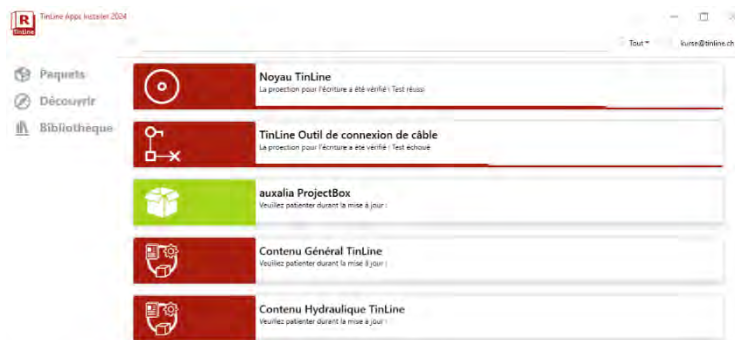 TinLine Apps Installer 2024
R
TinLine
Tout
kurse@tinline.ch
Paquets
Découvrir
Bibliothèque
Noyau TinLine
La proection pour l'écriture a été vérifié ! Test réussi
TinLine Outil de connexion de câble
La proection pour l'écriture a été vérifié ! Test échoué
auxalia ProjectBox
Veuillez patienter durant la mise à jour !
Contenu Général TinLine
Veuillez patienter durant la mise à jour !
Contenu Hydraulique TinLine
Veuillez patienter durant la mise à jour !